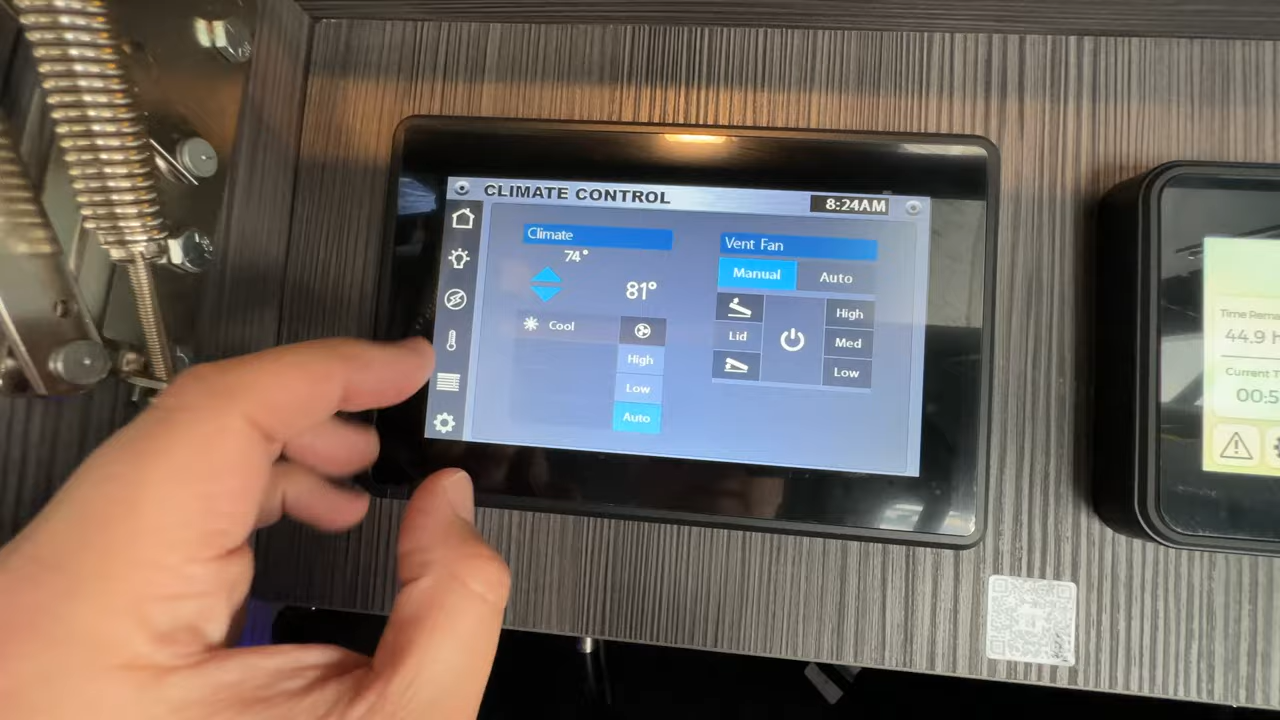 CLIMATE CONTROL
8:24AM
Climate
74°
81°
Cool
High
Low
Auto
Vent Fan
Manual
Auto
Lid
High
Med
Low
Time
44.9
Current
00:5